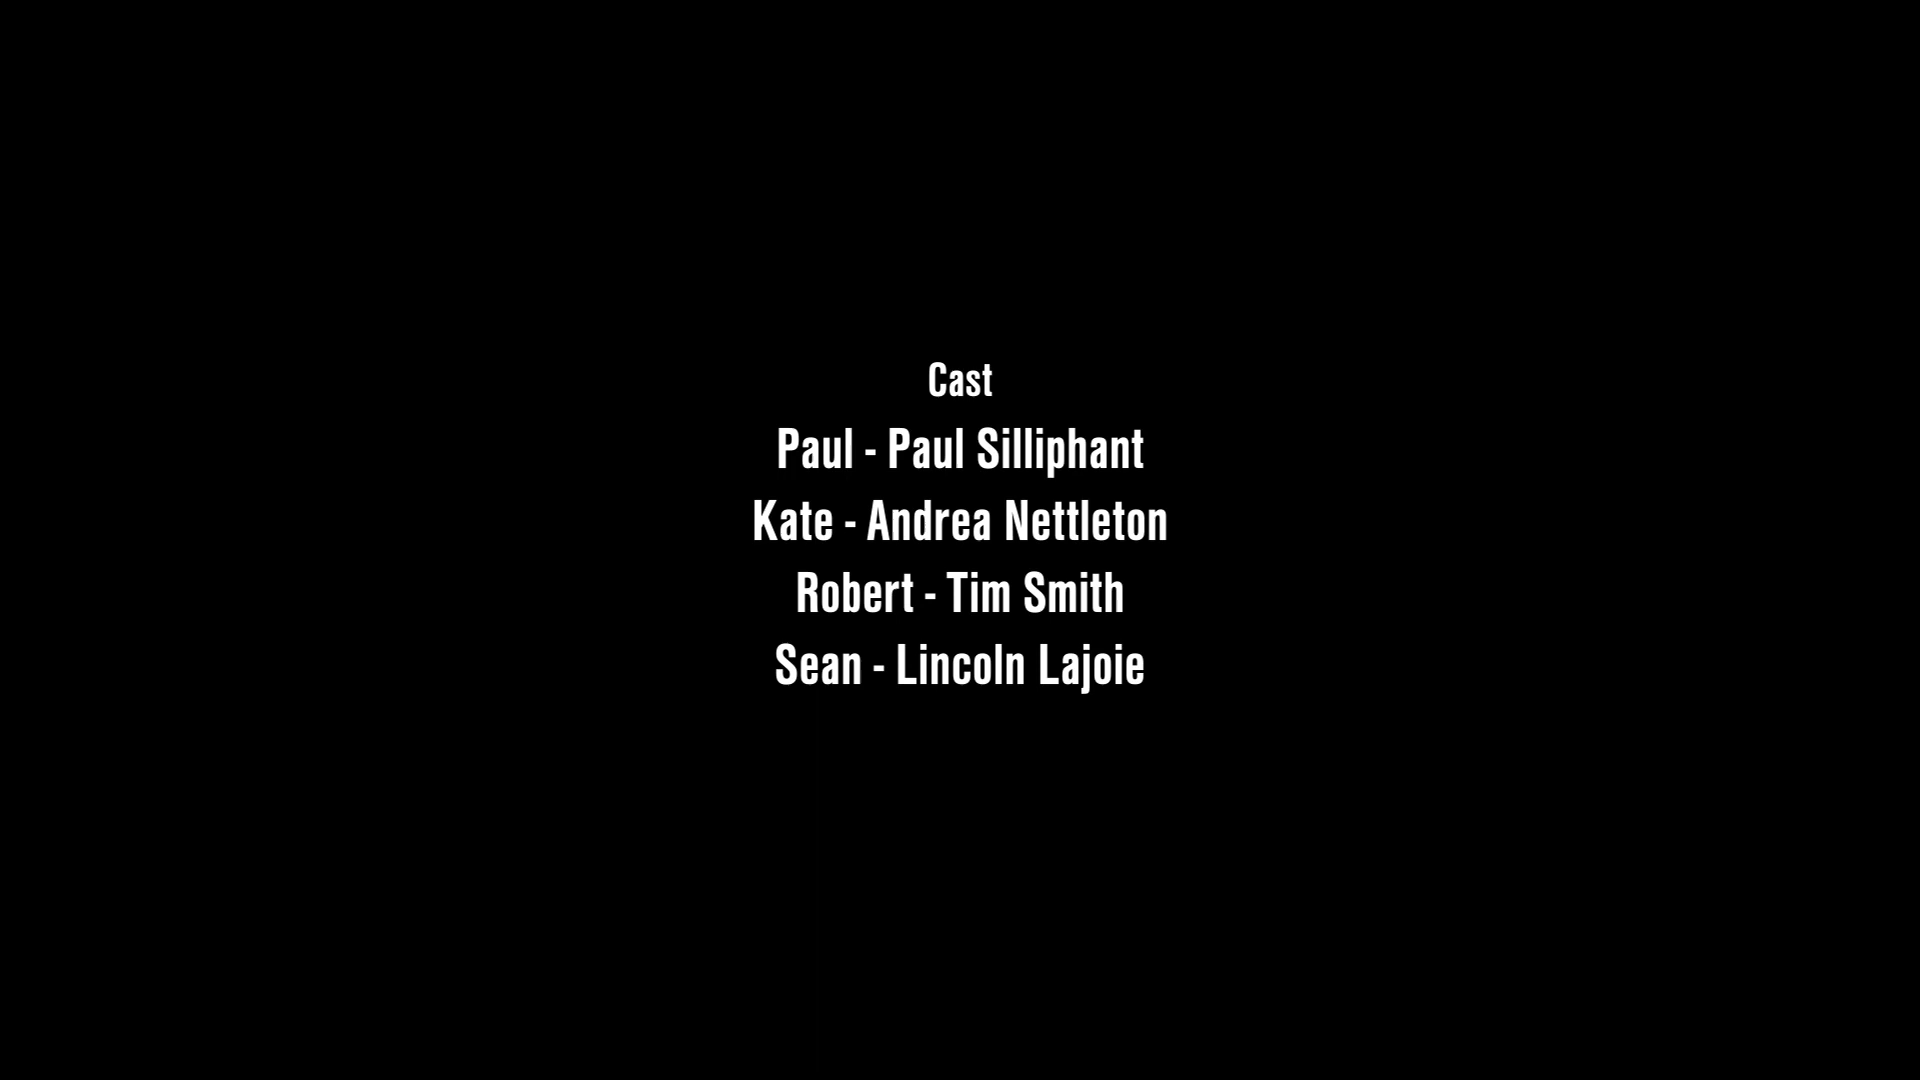 Cast
Paul - Paul Silliphant
Kate - Andrea Nettleton
Robert - Tim Smith
Sean - Lincoln Lajoie